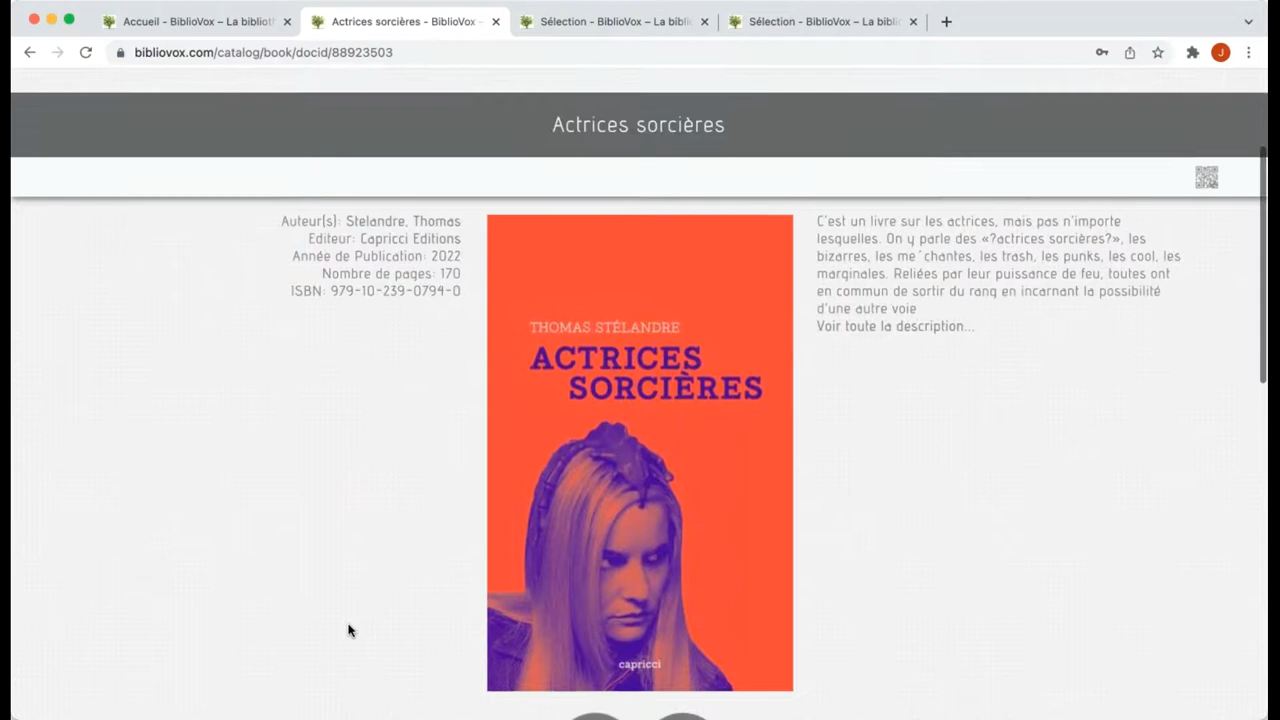 Accueil - BiblioVox – La bibliot
Actrices sorcières - BiblioVox -
Sélection - BiblioVox – La bibli
Sélection - BiblioVox – La bibli
bibliovox.com/catalog/book/docid/88923503
J
Actrices sorcières
Auteur(s): Stelandre, Thomas
Editeur: Capricci Editions
Année de Publication: 2022
Nombre de pages: 170
ISBN: 979-10-239-0794-0
THOMAS STÉLANDRE
ACTRICES
SORCIÈRES
capricci
C'est un livre sur les actrices, mais pas n'importe
lesquelles. On y parle des «?actrices sorcières?», les
bizarres, les me´chantes, les trash, les punks, les cool, les
marginales. Reliées par leur puissance de feu, toutes ont
en commun de sortir du rang en incarnant la possibilité
d'une autre voie
Voir toute la description...